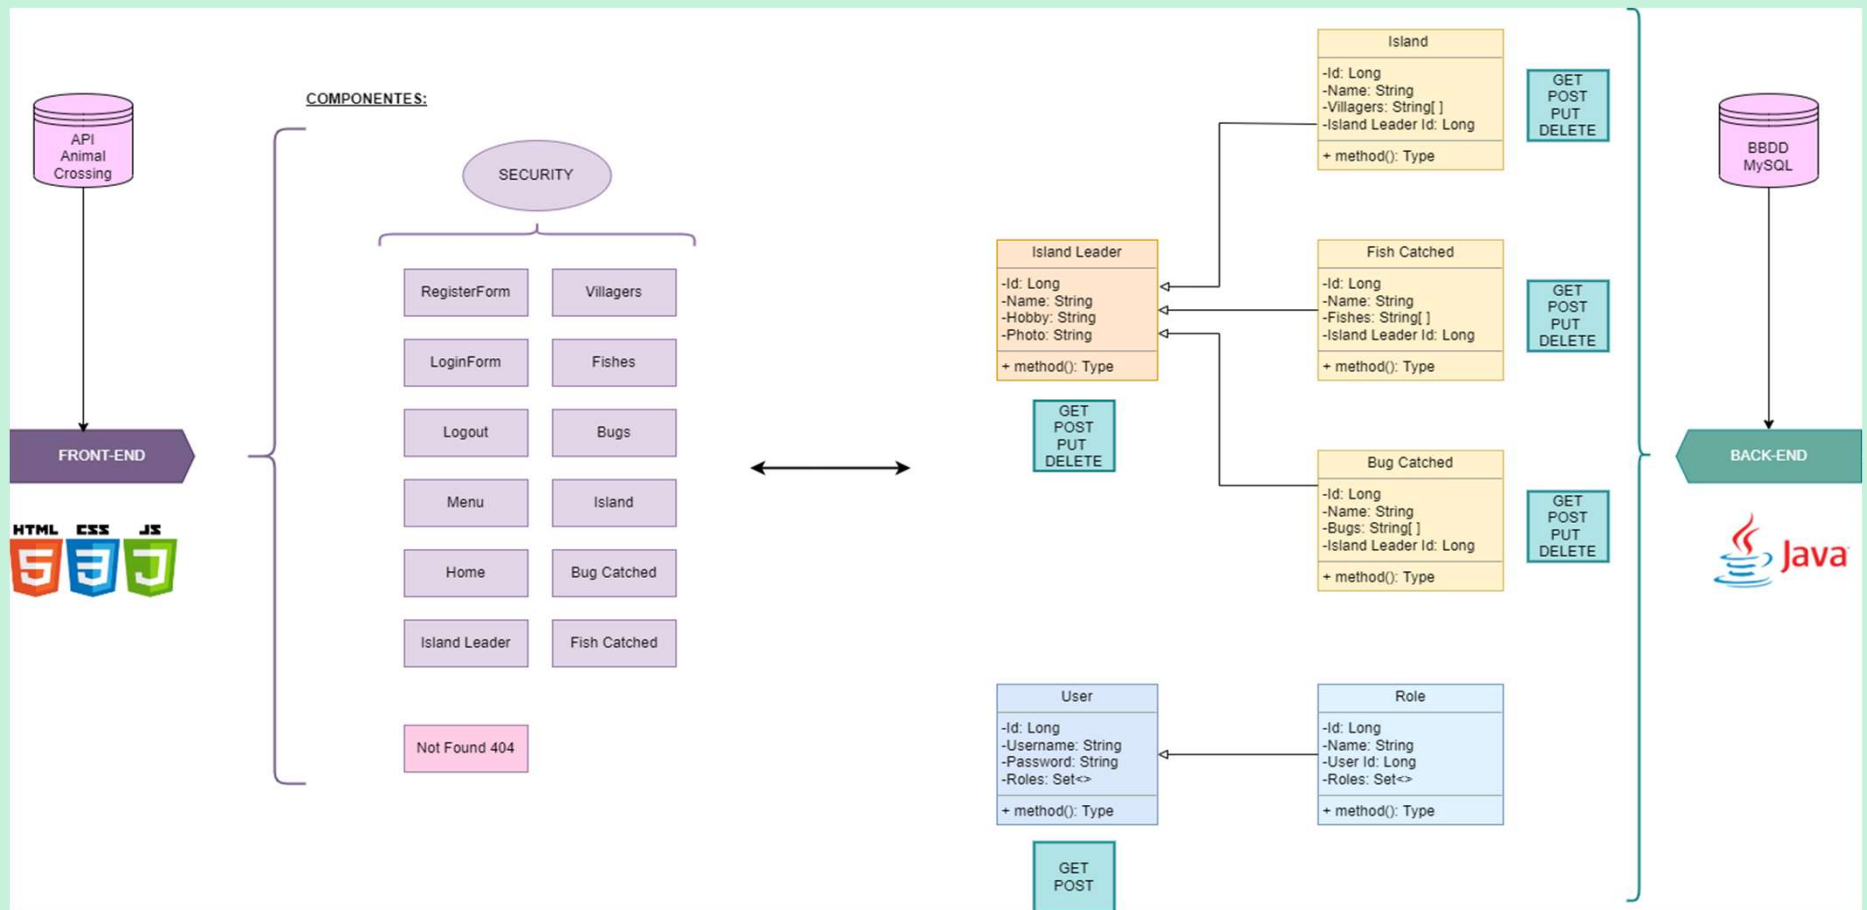 API
Animal
Crossing
FRONT-END
HTML
CSS
JS
COMPONENTES:
SECURITY
RegisterForm
Villagers
LoginForm
Fishes
Logout
Bugs
Menu
Island
Home
Bug Catched
Island Leader
Fish Catched
Not Found 404
Island
-Id: Long
-Name: String
-Villagers: String[ ]
-Island Leader Id: Long
+ method(): Type
GET
POST
PUT
DELETE
Island Leader
-Id: Long
-Name: String
-Hobby: String
-Photo: String
+ method(): Type
GET
POST
PUT
DELETE
Fish Catched
-Id: Long
-Name: String
-Fishes: String[ ]
-Island Leader Id: Long
+ method(): Type
GET
POST
PUT
DELETE
Bug Catched
-Id: Long
-Name: String
-Bugs: String[ ]
-Island Leader Id: Long
+ method(): Type
GET
POST
PUT
DELETE
User
-Id: Long
-Username: String
-Password: String
-Roles: Set<>
+ method(): Type
GET
POST
Role
-Id: Long
-Name: String
-User Id: Long
-Roles: Set<>
+ method(): Type
BBDD
MySQL
BACK-END
Java